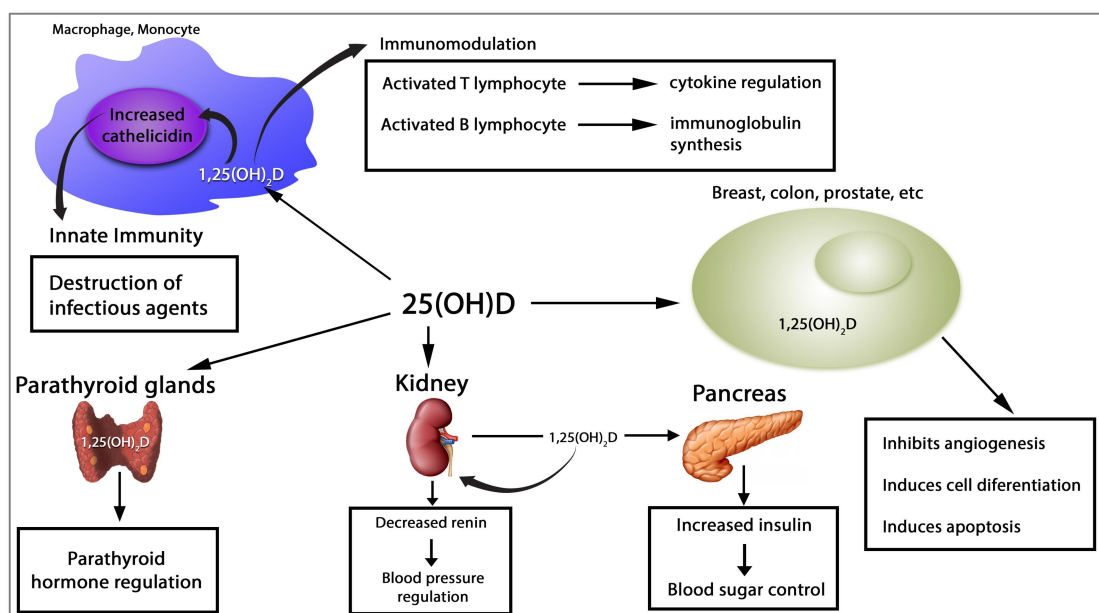 Macrophage, Monocyte
Increased
cathelicidin
1,25(OH)₂D
Innate Immunity
Destruction of
infectious agents
Immunomodulation
Activated T lymphocyte
cytokine regulation
Activated B lymphocyte
immunoglobulin
synthesis
Breast, colon, prostate, etc
1,25(OH)₂D
25(OH)D
Parathyroid glands
1,25(OH)₂D
Parathyroid
hormone regulation
Kidney
1,25(OH)₂D
Decreased renin
Blood pressure
regulation
Pancreas
Increased insulin
Blood sugar control
Inhibits angiogenesis
Induces cell diferentiation
Induces apoptosis